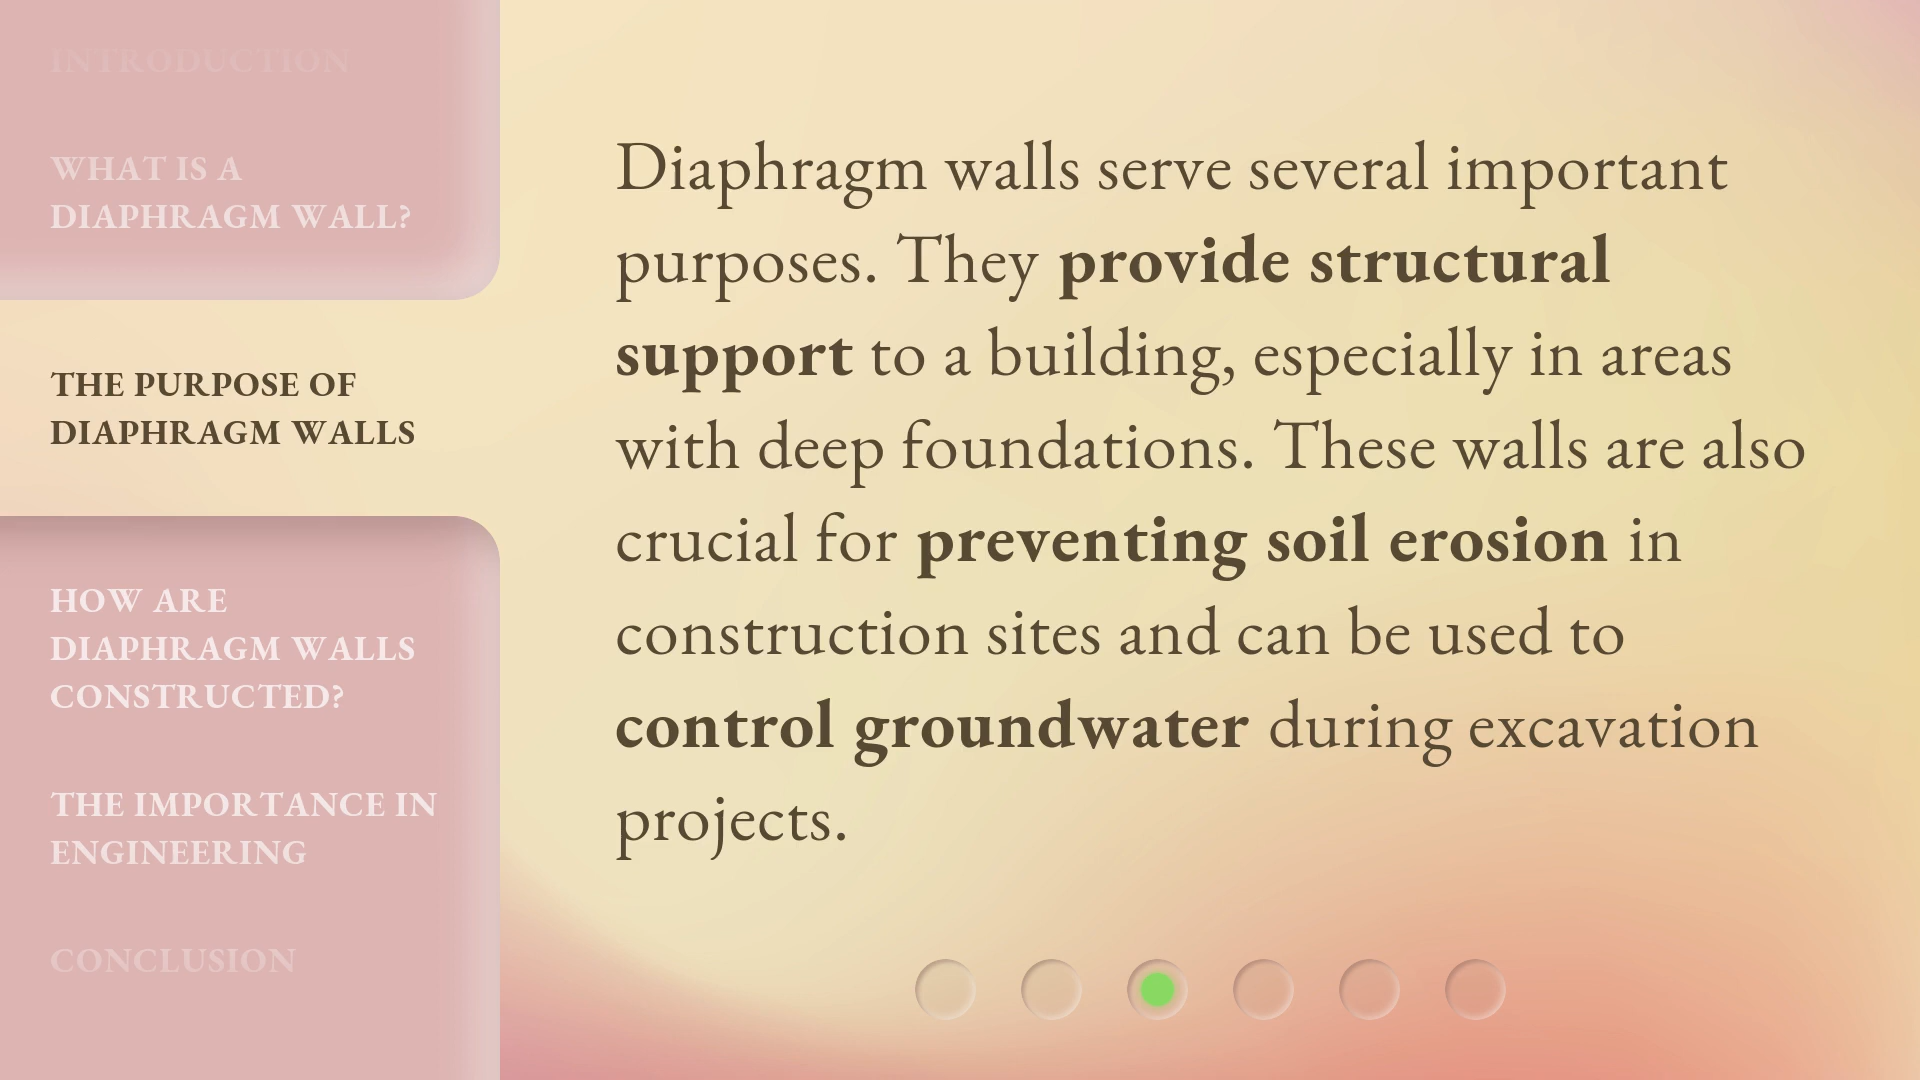 INTRODUCTION
WHAT IS A
DIAPHRAGM WALL?
THE PURPOSE OF
DIAPHRAGM WALLS
HOW ARE
DIAPHRAGM WALLS
CONSTRUCTED?
THE IMPORTANCE IN
ENGINEERING
CONCLUSION
Diaphragm walls serve several important
purposes. They provide structural
support to a building, especially in areas
with deep foundations. These walls are also
crucial for preventing soil erosion in
construction sites and can be used to
control groundwater during excavation
projects.